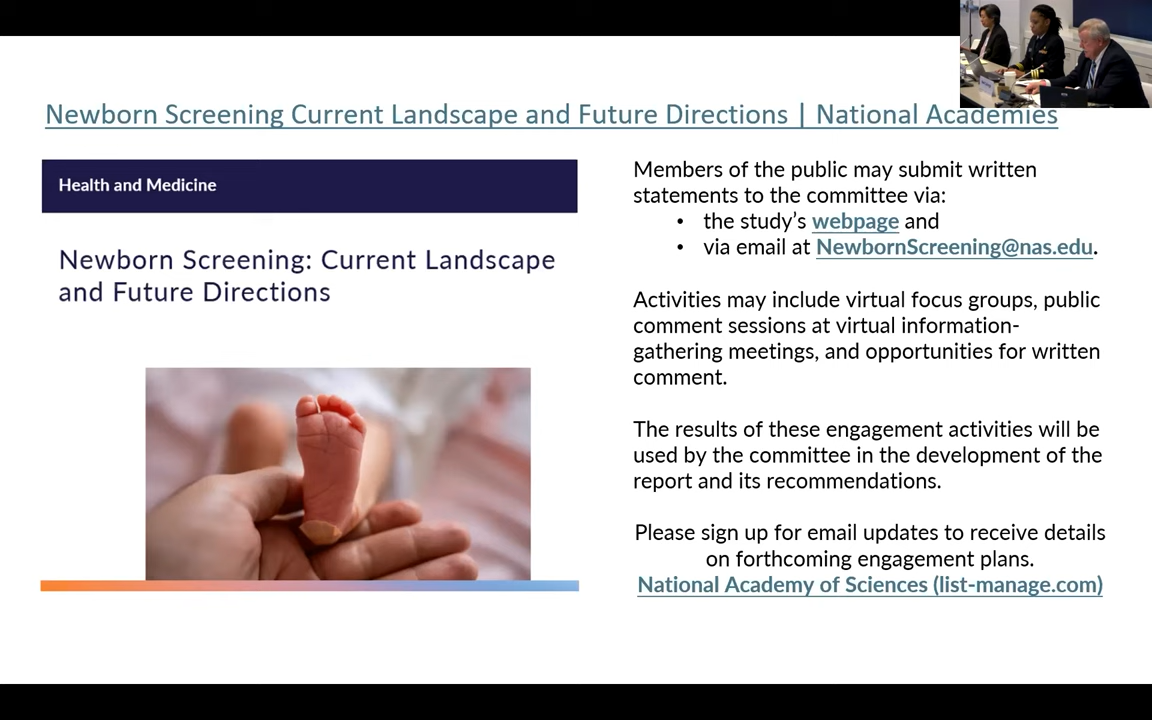 Newborn Screening Current Landscape and Future Directions | National Academies
Health and Medicine
Newborn Screening: Current Landscape
and Future Directions
Members of the public may submit written
statements to the committee via:
• the study's webpage and
• via email at NewbornScreening@nas.edu.
Activities may include virtual focus groups, public
comment sessions at virtual information-
gathering meetings, and opportunities for written
comment.
The results of these engagement activities will be
used by the committee in the development of the
report and its recommendations.
Please sign up for email updates to receive details
on forthcoming engagement plans.
National Academy of Sciences (list-manage.com)